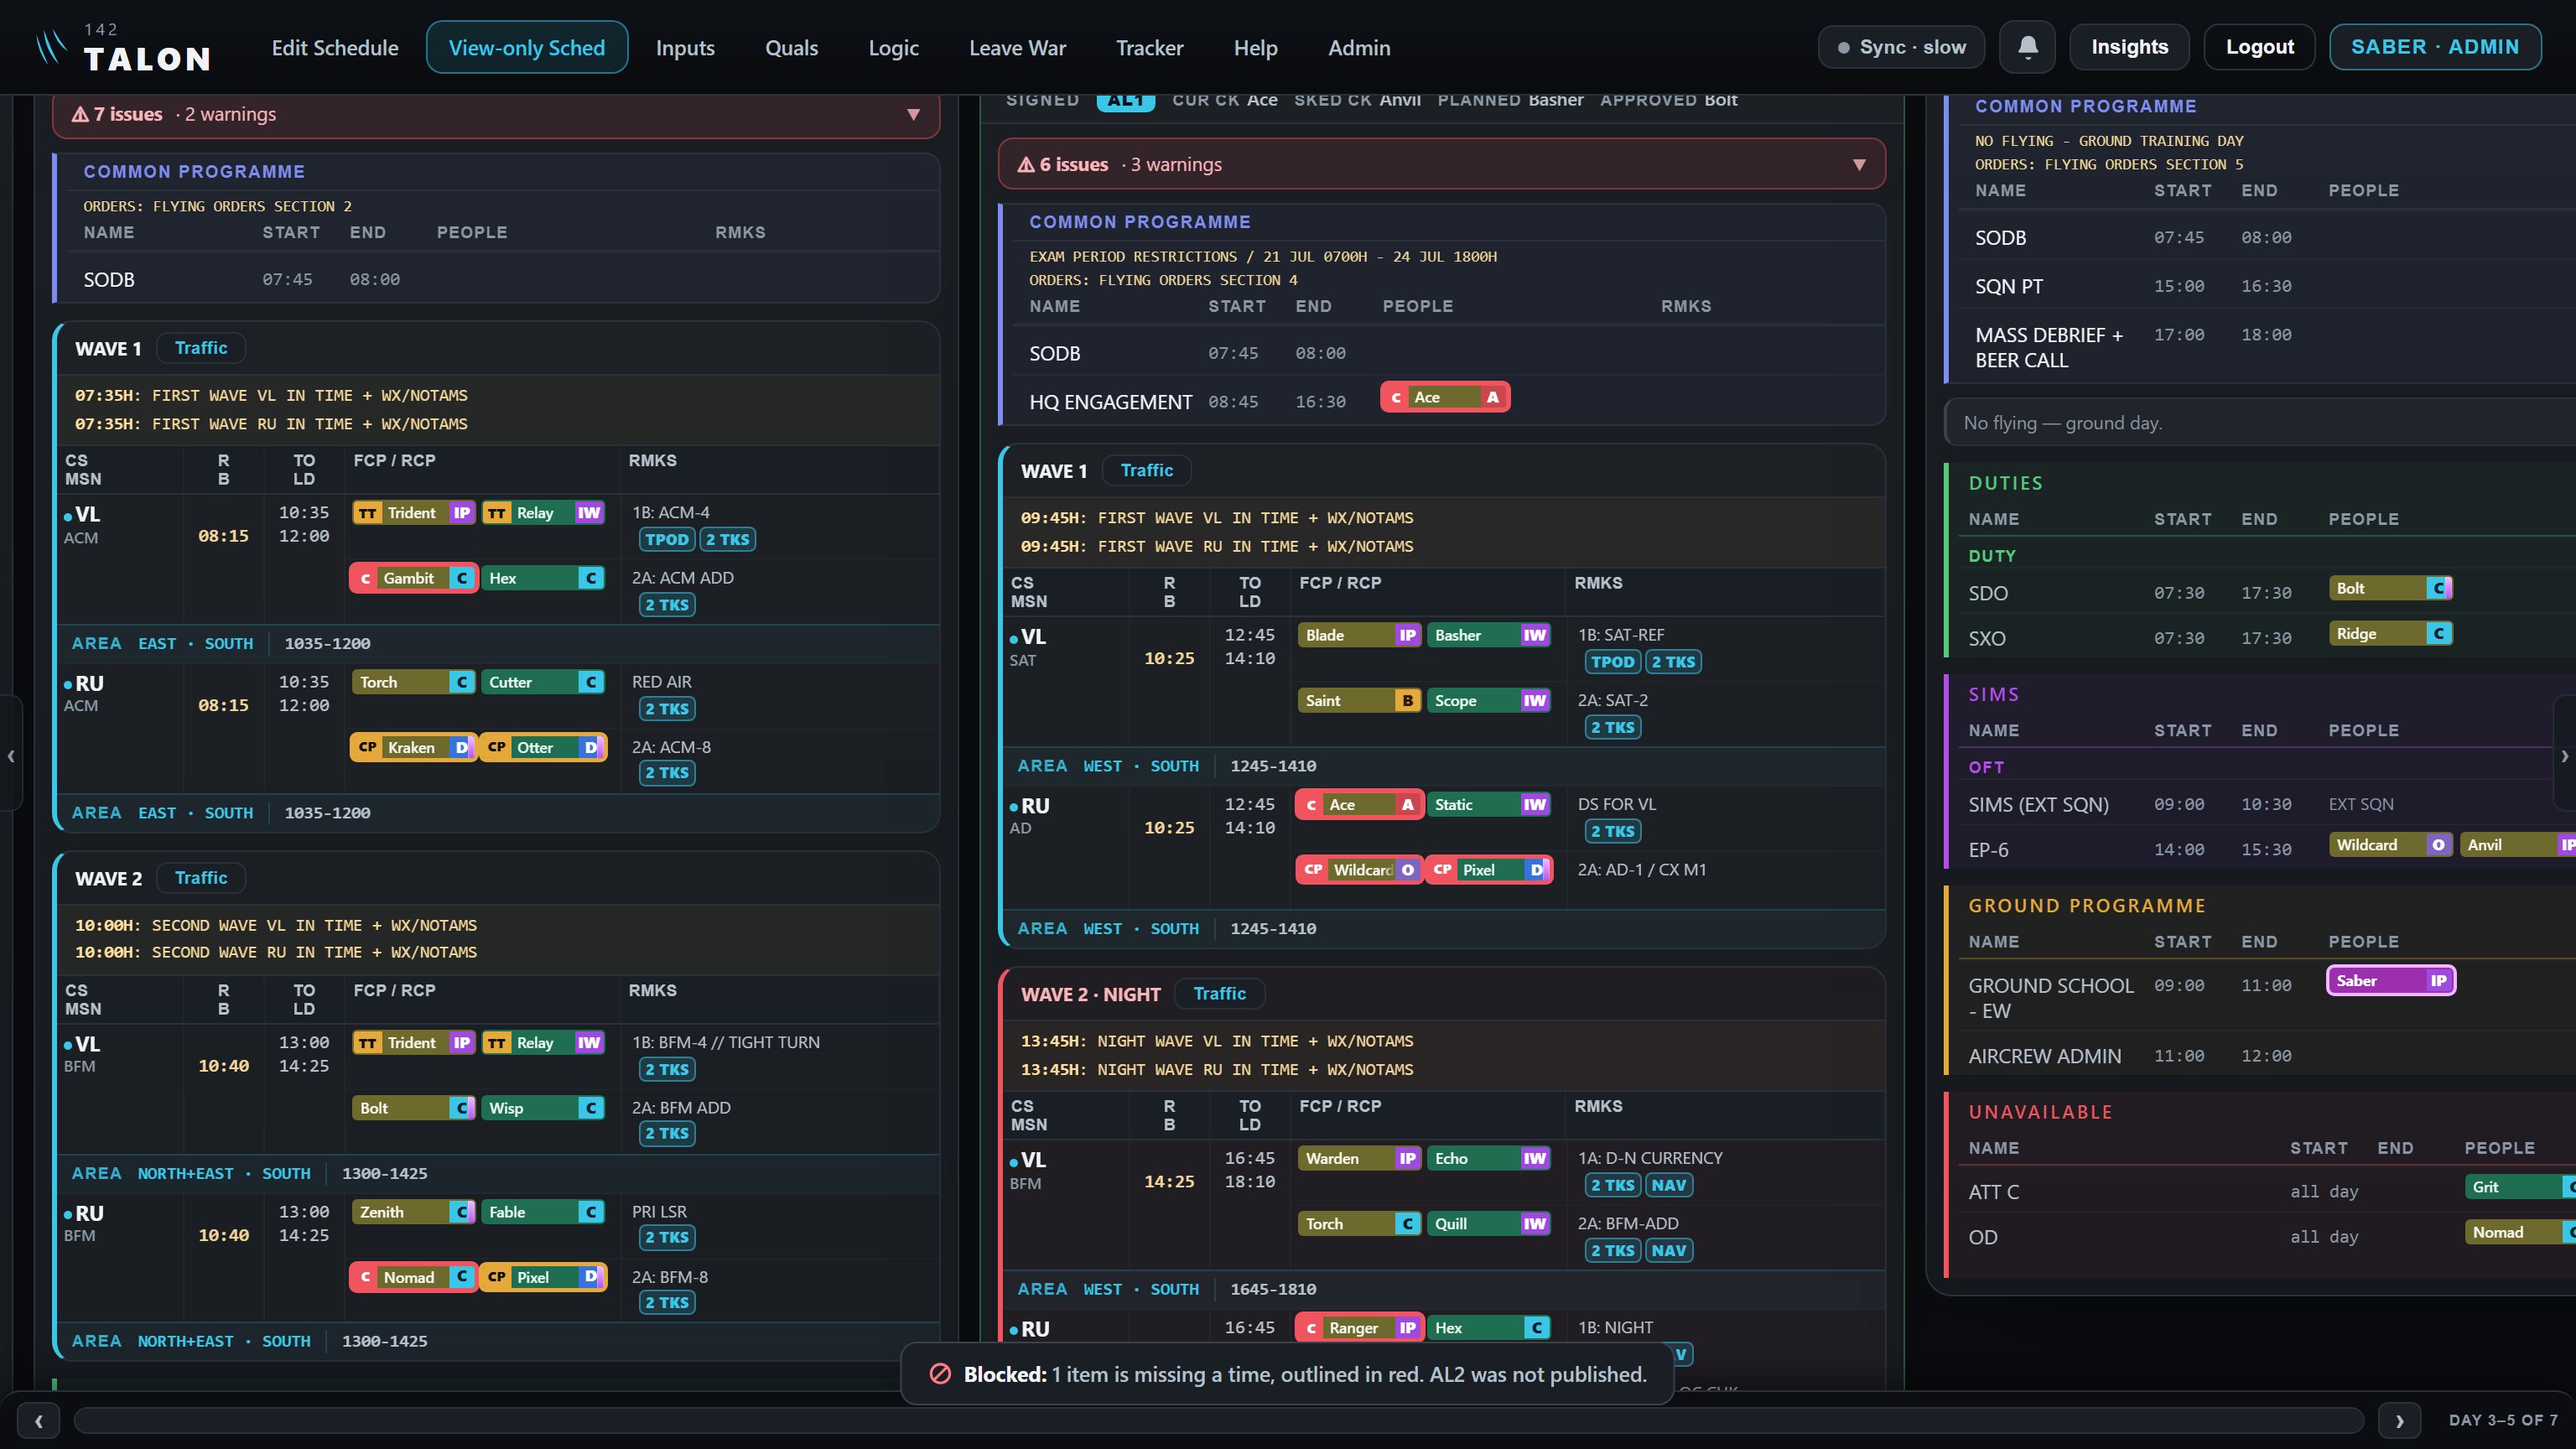 142
TALON
Edit Schedule
View-only Sched
Inputs
Quals
Logic
Leave War
Tracker
Help
Admin
Sync · slow
Insights
Logout
SABER · ADMIN
7 issues · 2 warnings
COMMON PROGRAMME
ORDERS: FLYING ORDERS SECTION 2
NAME START END PEOPLE RMKS
SODB 07:45 08:00
WAVE 1 Traffic
07:35H: FIRST WAVE VL IN TIME + WX/NOTAMS
07:35H: FIRST WAVE RU IN TIME + WX/NOTAMS
CS R TO FCP / RCP RMKS
MSN B LD
VL 10:35 TT Trident IP TT Relay IW 1B: ACM-4
ACM 08:15 12:00 TPOD 2 TKS
C Gambit C Hex C 2A: ACM ADD
2 TKS
AREA EAST · SOUTH 1035-1200
RU 10:35 Torch C Cutter C RED AIR
ACM 08:15 12:00 2 TKS
CP Kraken D CP Otter D 2A: ACM-8
2 TKS
AREA EAST · SOUTH 1035-1200
WAVE 2 Traffic
10:00H: SECOND WAVE VL IN TIME + WX/NOTAMS
10:00H: SECOND WAVE RU IN TIME + WX/NOTAMS
CS R TO FCP / RCP RMKS
MSN B LD
VL 13:00 TT Trident IP TT Relay IW 1B: BFM-4 // TIGHT TURN
BFM 10:40 14:25 2 TKS
Bolt C Wisp C 2A: BFM ADD
2 TKS
AREA NORTH+EAST · SOUTH 1300-1425
RU 13:00 Zenith C Fable C PRI LSR
BFM 10:40 14:25 2 TKS
C Nomad C CP Pixel D 2A: BFM-8
2 TKS
AREA NORTH+EAST · SOUTH 1300-1425
SIGNED AL1 CUR CK Ace SKED CK Anvil PLANNED Basher APPROVED Bolt
6 issues · 3 warnings
COMMON PROGRAMME
EXAM PERIOD RESTRICTIONS / 21 JUL 0700H - 24 JUL 1800H
ORDERS: FLYING ORDERS SECTION 4
NAME START END PEOPLE RMKS
SODB 07:45 08:00
HQ ENGAGEMENT 08:45 16:30 C Ace A
WAVE 1 Traffic
09:45H: FIRST WAVE VL IN TIME + WX/NOTAMS
09:45H: FIRST WAVE RU IN TIME + WX/NOTAMS
CS R TO FCP / RCP RMKS
MSN B LD
VL 12:45 Blade IP Basher IW 1B: SAT-REF
SAT 10:25 14:10 TPOD 2 TKS
Saint B Scope IW 2A: SAT-2
2 TKS
AREA WEST · SOUTH 1245-1410
RU 12:45 C Ace A Static IW DS FOR VL
AD 10:25 14:10 2 TKS
CP Wildcard O CP Pixel D 2A: AD-1 / CX M1
AREA WEST · SOUTH 1245-1410
WAVE 2 · NIGHT Traffic
13:45H: NIGHT WAVE VL IN TIME + WX/NOTAMS
13:45H: NIGHT WAVE RU IN TIME + WX/NOTAMS
CS R TO FCP / RCP RMKS
MSN B LD
VL 16:45 Warden IP Echo IW 1A: D-N CURRENCY
BFM 14:25 18:10 2 TKS NAV
Torch C Quill IW 2A: BFM-ADD
2 TKS NAV
AREA WEST · SOUTH 1645-1810
RU 16:45 C Ranger IP Hex C 1B: NIGHT
COMMON PROGRAMME
NO FLYING - GROUND TRAINING DAY
ORDERS: FLYING ORDERS SECTION 5
NAME START END PEOPLE
SODB 07:45 08:00
SQN PT 15:00 16:30
MASS DEBRIEF + 17:00 18:00
BEER CALL
No flying — ground day.
DUTIES
NAME START END PEOPLE
DUTY
SDO 07:30 17:30 Bolt C
SXO 07:30 17:30 Ridge C
SIMS
NAME START END PEOPLE
OFT
SIMS (EXT SQN) 09:00 10:30 EXT SQN
EP-6 14:00 15:30 Wildcard O Anvil IP
GROUND PROGRAMME
NAME START END PEOPLE
GROUND SCHOOL 09:00 11:00 Saber IP
- EW
AIRCREW ADMIN 11:00 12:00
UNAVAILABLE
NAME START END PEOPLE
ATT C all day Grit
OD all day Nomad
Blocked: 1 item is missing a time, outlined in red. AL2 was not published.
DAY 3–5 OF 7